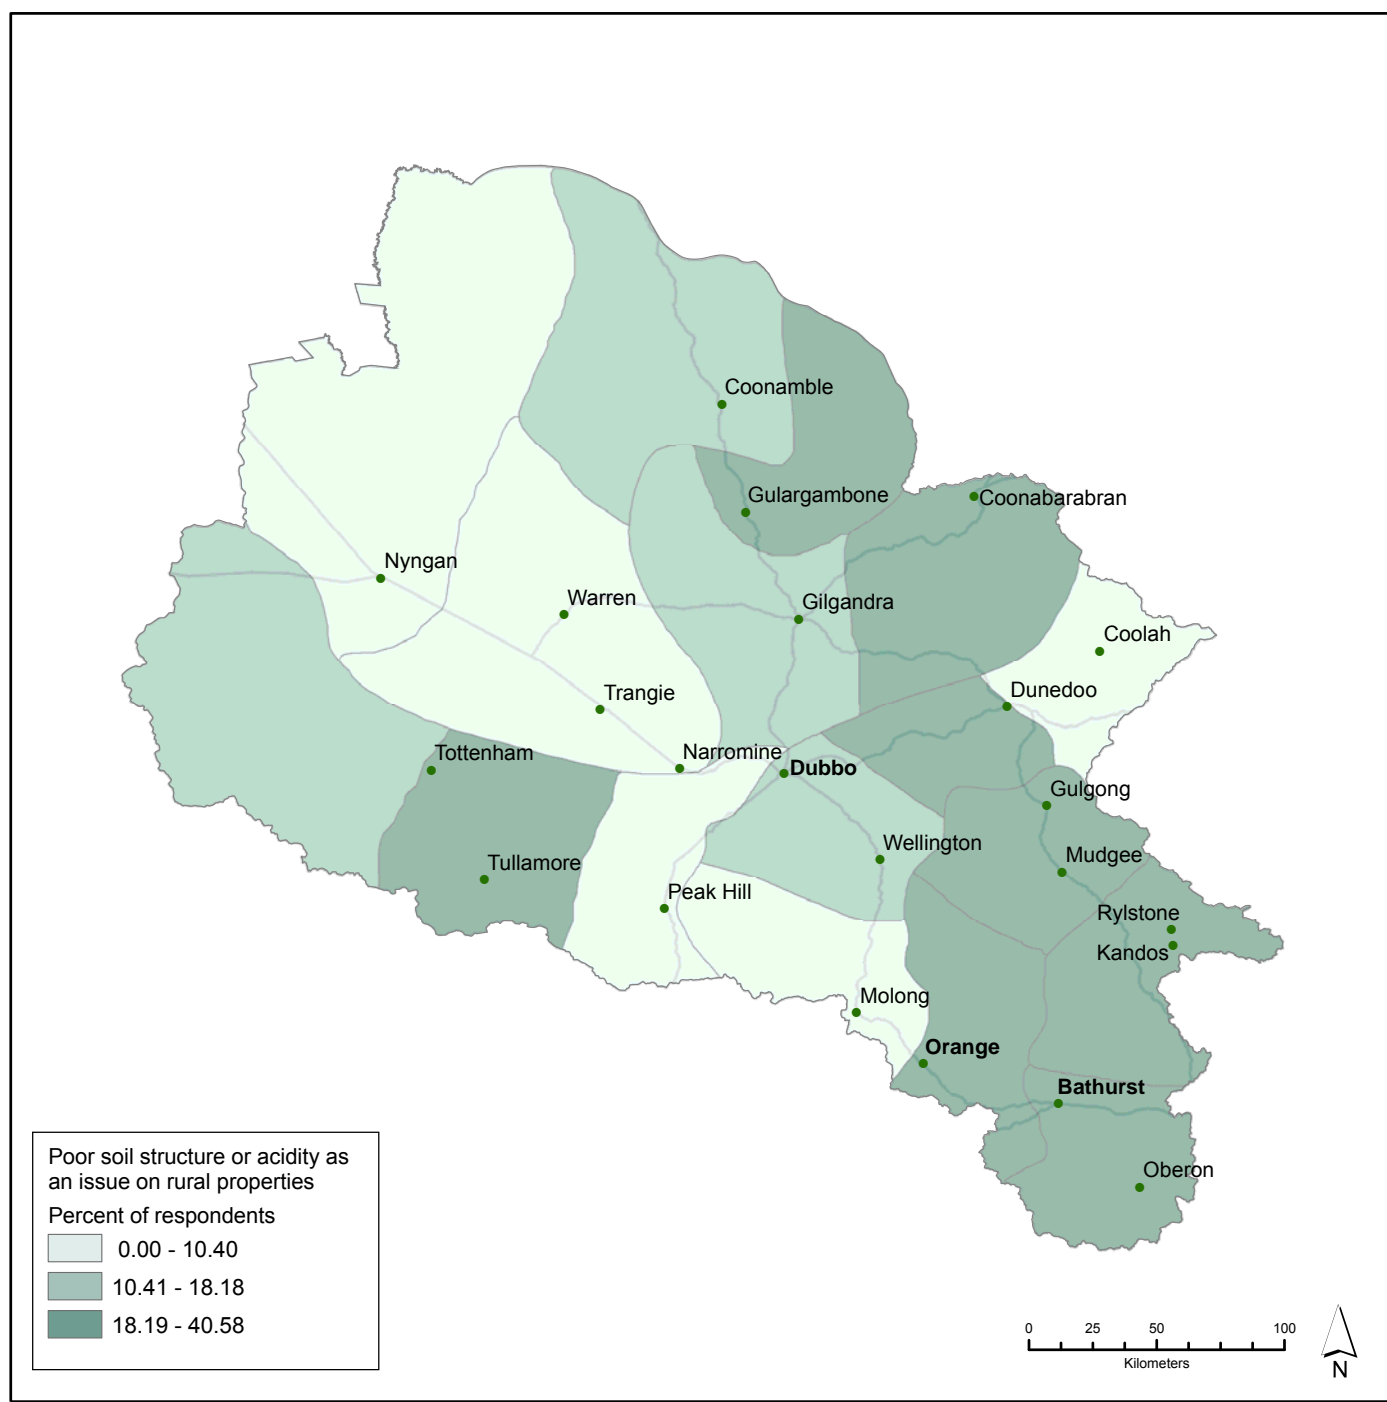 Coonamble
Gulargambone
Coonabarabran
Nyngan
Warren
Gilgandra
Coolah
Trangie
Dunedoo
Tottenham
Narromine
Dubbo
Gulgong
Wellington
Mudgee
Tullamore
Peak Hill
Rylstone
Kandos
Molong
Orange
Bathurst
Oberon
Poor soil structure or acidity as
an issue on rural properties
Percent of respondents
0.00 - 10.40
10.41 - 18.18
18.19 - 40.58
0 25 50 100
Kilometers
N